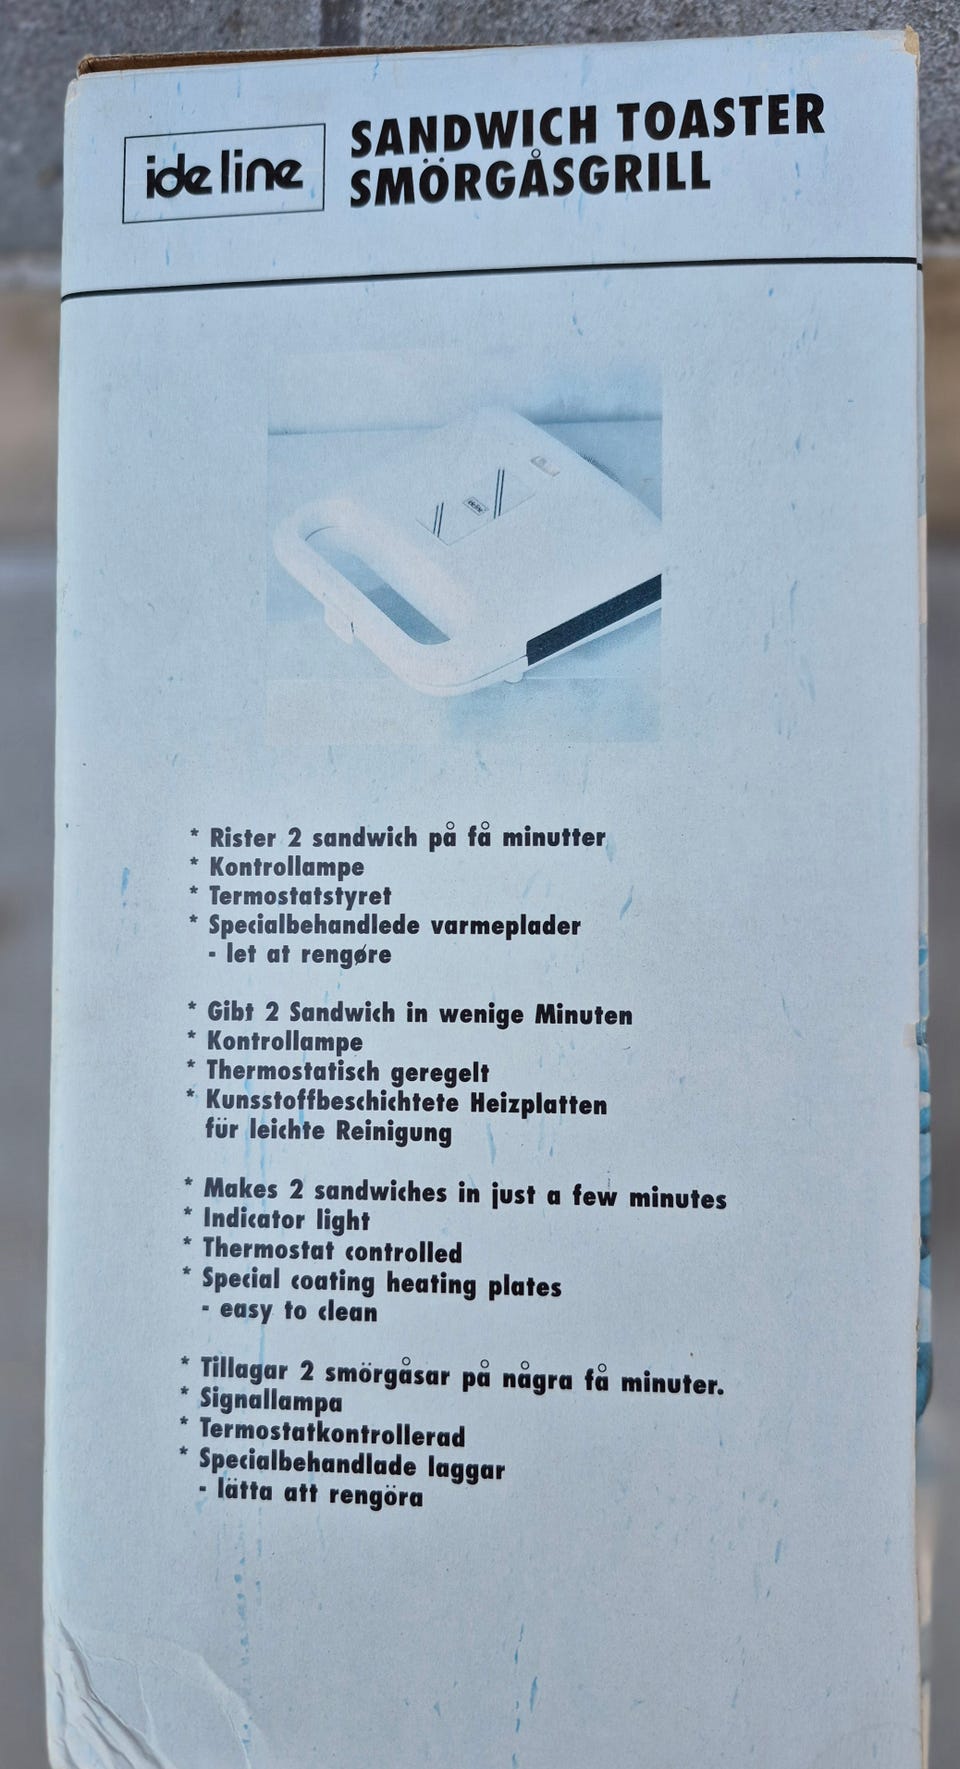 ide line
SANDWICH TOASTER
SMÖRGÅSGRILL
ide line
* Rister 2 sandwich på få minutter
* Kontrollampe
* Termostatstyret
* Specialbehandlede varmeplader
- let at rengøre
* Gibt 2 Sandwich in wenige Minuten
* Kontrollampe
* Thermostatisch geregelt
* Kunsstoffbeschichtete Heizplatten
für leichte Reinigung
* Makes 2 sandwiches in just a few minutes
* Indicator light
* Thermostat controlled
* Special coating heating plates
- easy to clean
* Tillagar 2 smörgåsar på några få minuter.
* Signallampa
* Termostatkontrollerad
* Specialbehandlade laggar
- lätta att rengöra